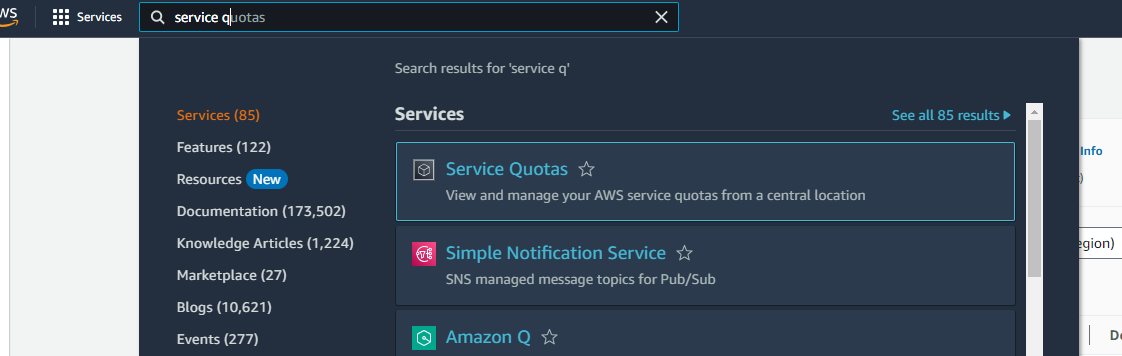 WS
Services
service quotas
Search results for 'service q'
Services (85)
Features (122)
Resources New
Documentation (173,502)
Knowledge Articles (1,224)
Marketplace (27)
Blogs (10,621)
Events (277)
Services
See all 85 results
Service Quotas
View and manage your AWS service quotas from a central location
Simple Notification Service
SNS managed message topics for Pub/Sub
Amazon Q
Info
egion)